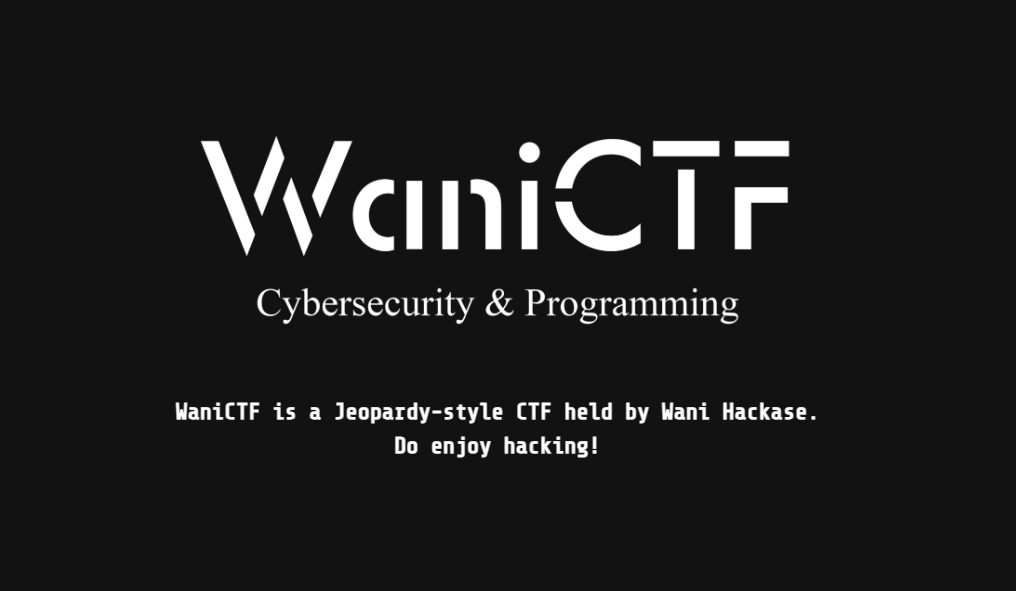 WaniCTF
Cybersecurity & Programming
WaniCTF is a Jeopardy-style CTF held by Wani Hackase.
Do enjoy hacking!